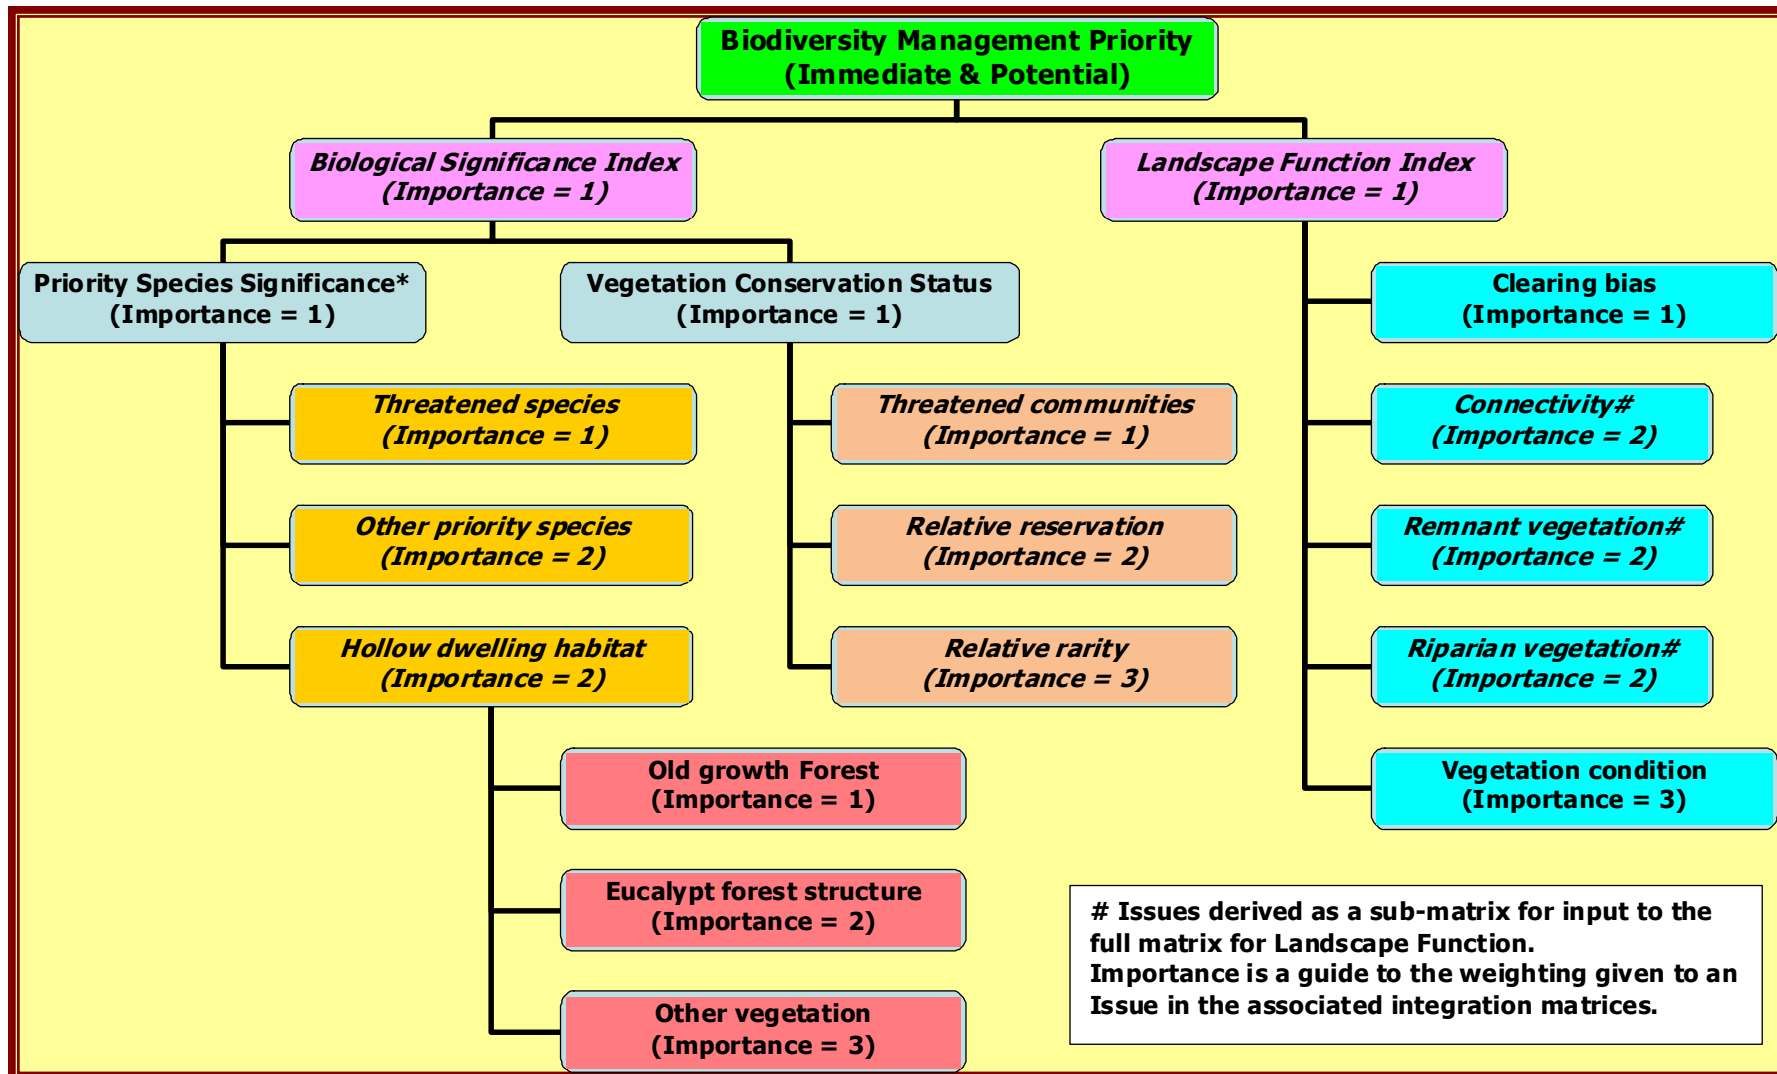 Biodiversity Management Priority
(Immediate & Potential)
Biological Significance Index
(Importance = 1)
Landscape Function Index
(Importance = 1)
Priority Species Significance*
(Importance = 1)
Vegetation Conservation Status
(Importance = 1)
Clearing bias
(Importance = 1)
Threatened species
(Importance = 1)
Threatened communities
(Importance = 1)
Connectivity#
(Importance = 2)
Other priority species
(Importance = 2)
Relative reservation
(Importance = 2)
Remnant vegetation#
(Importance = 2)
Hollow dwelling habitat
(Importance = 2)
Relative rarity
(Importance = 3)
Riparian vegetation#
(Importance = 2)
Old growth Forest
(Importance = 1)
Vegetation condition
(Importance = 3)
Eucalypt forest structure
(Importance = 2)
Other vegetation
(Importance = 3)
# Issues derived as a sub-matrix for input to the
full matrix for Landscape Function.
Importance is a guide to the weighting given to an
Issue in the associated integration matrices.